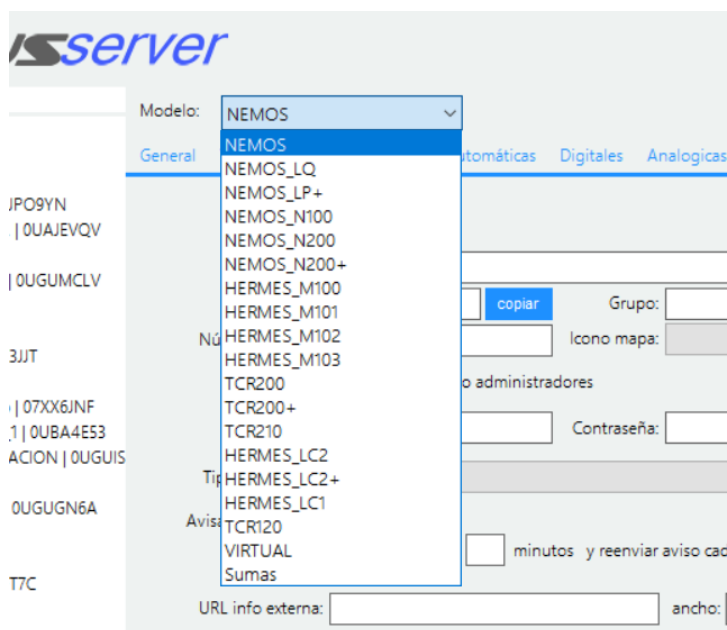 server
Modelo: NEMOS
General Automáticas Digitales Analogicas
NEMOS
NEMOS_LQ
NEMOS_LP+
NEMOS_N100
NEMOS_N200
NEMOS_N200+
HERMES_M100
HERMES_M101
HERMES_M102
HERMES_M103
TCR200
TCR200+
TCR210
HERMES_LC2
HERMES_LC2+
HERMES_LC1
TCR120
VIRTUAL
Sumas
JPO9YN
| 0UAJEVQV
| 0UGUMCLV
3JJT
| 07XX6JNF
1 | 0UBA4E53
ACION | 0UGUIS
0UGUGN6A
T7C
copiar Grupo:
Icono mapa:
o administradores
Contraseña:
minutos y reenviar aviso cad
URL info externa: ancho: